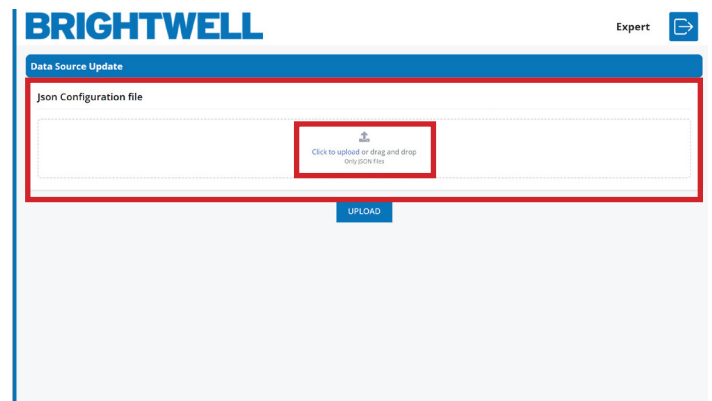 BRIGHTWELL
Expert
Data Source Update
Json Configuration file
Click to upload or drag and drop
Only JSON files
UPLOAD